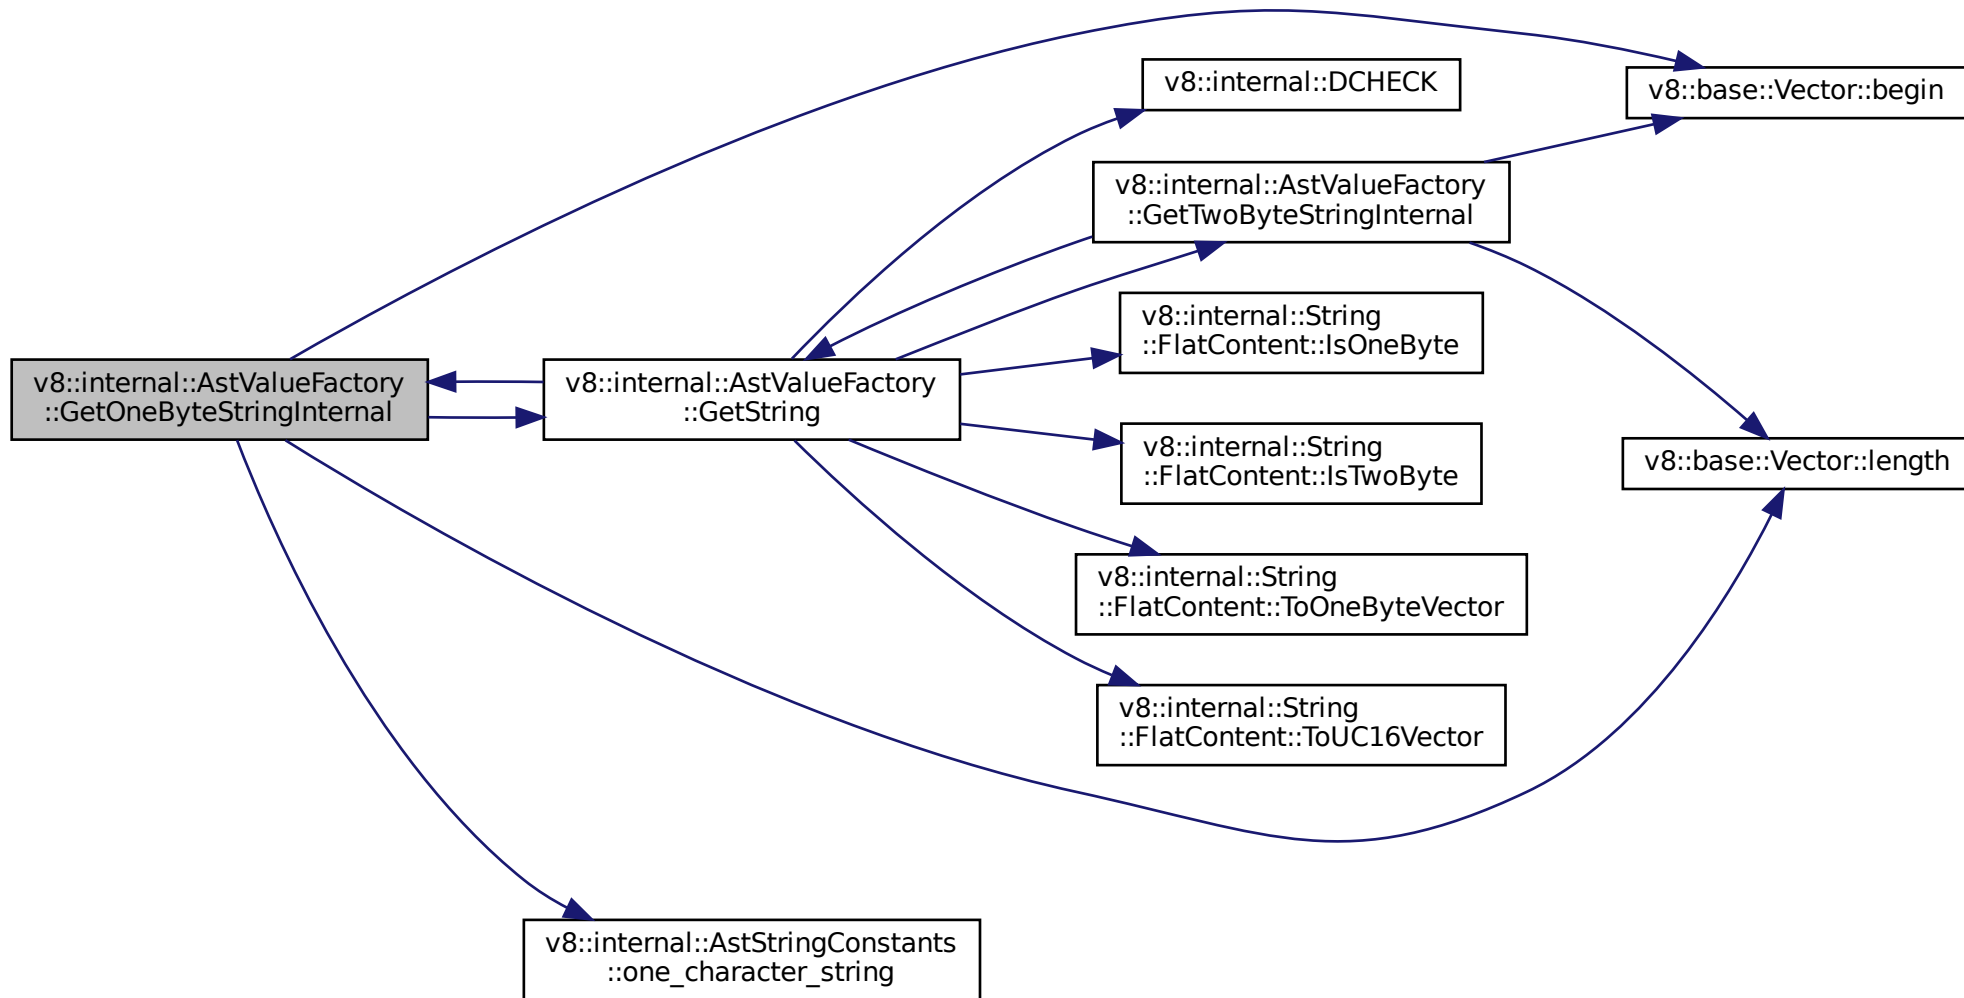 v8::internal::AstValueFactory
::GetOneByteStringInternal
v8::internal::AstValueFactory
::GetString
v8::internal::DCHECK
v8::internal::AstValueFactory
::GetTwoByteStringInternal
v8::internal::String
::FlatContent::IsOneByte
v8::internal::String
::FlatContent::IsTwoByte
v8::internal::String
::FlatContent::ToOneByteVector
v8::internal::String
::FlatContent::ToUC16Vector
v8::base::Vector::begin
v8::base::Vector::length
v8::internal::AstStringConstants
::one_character_string